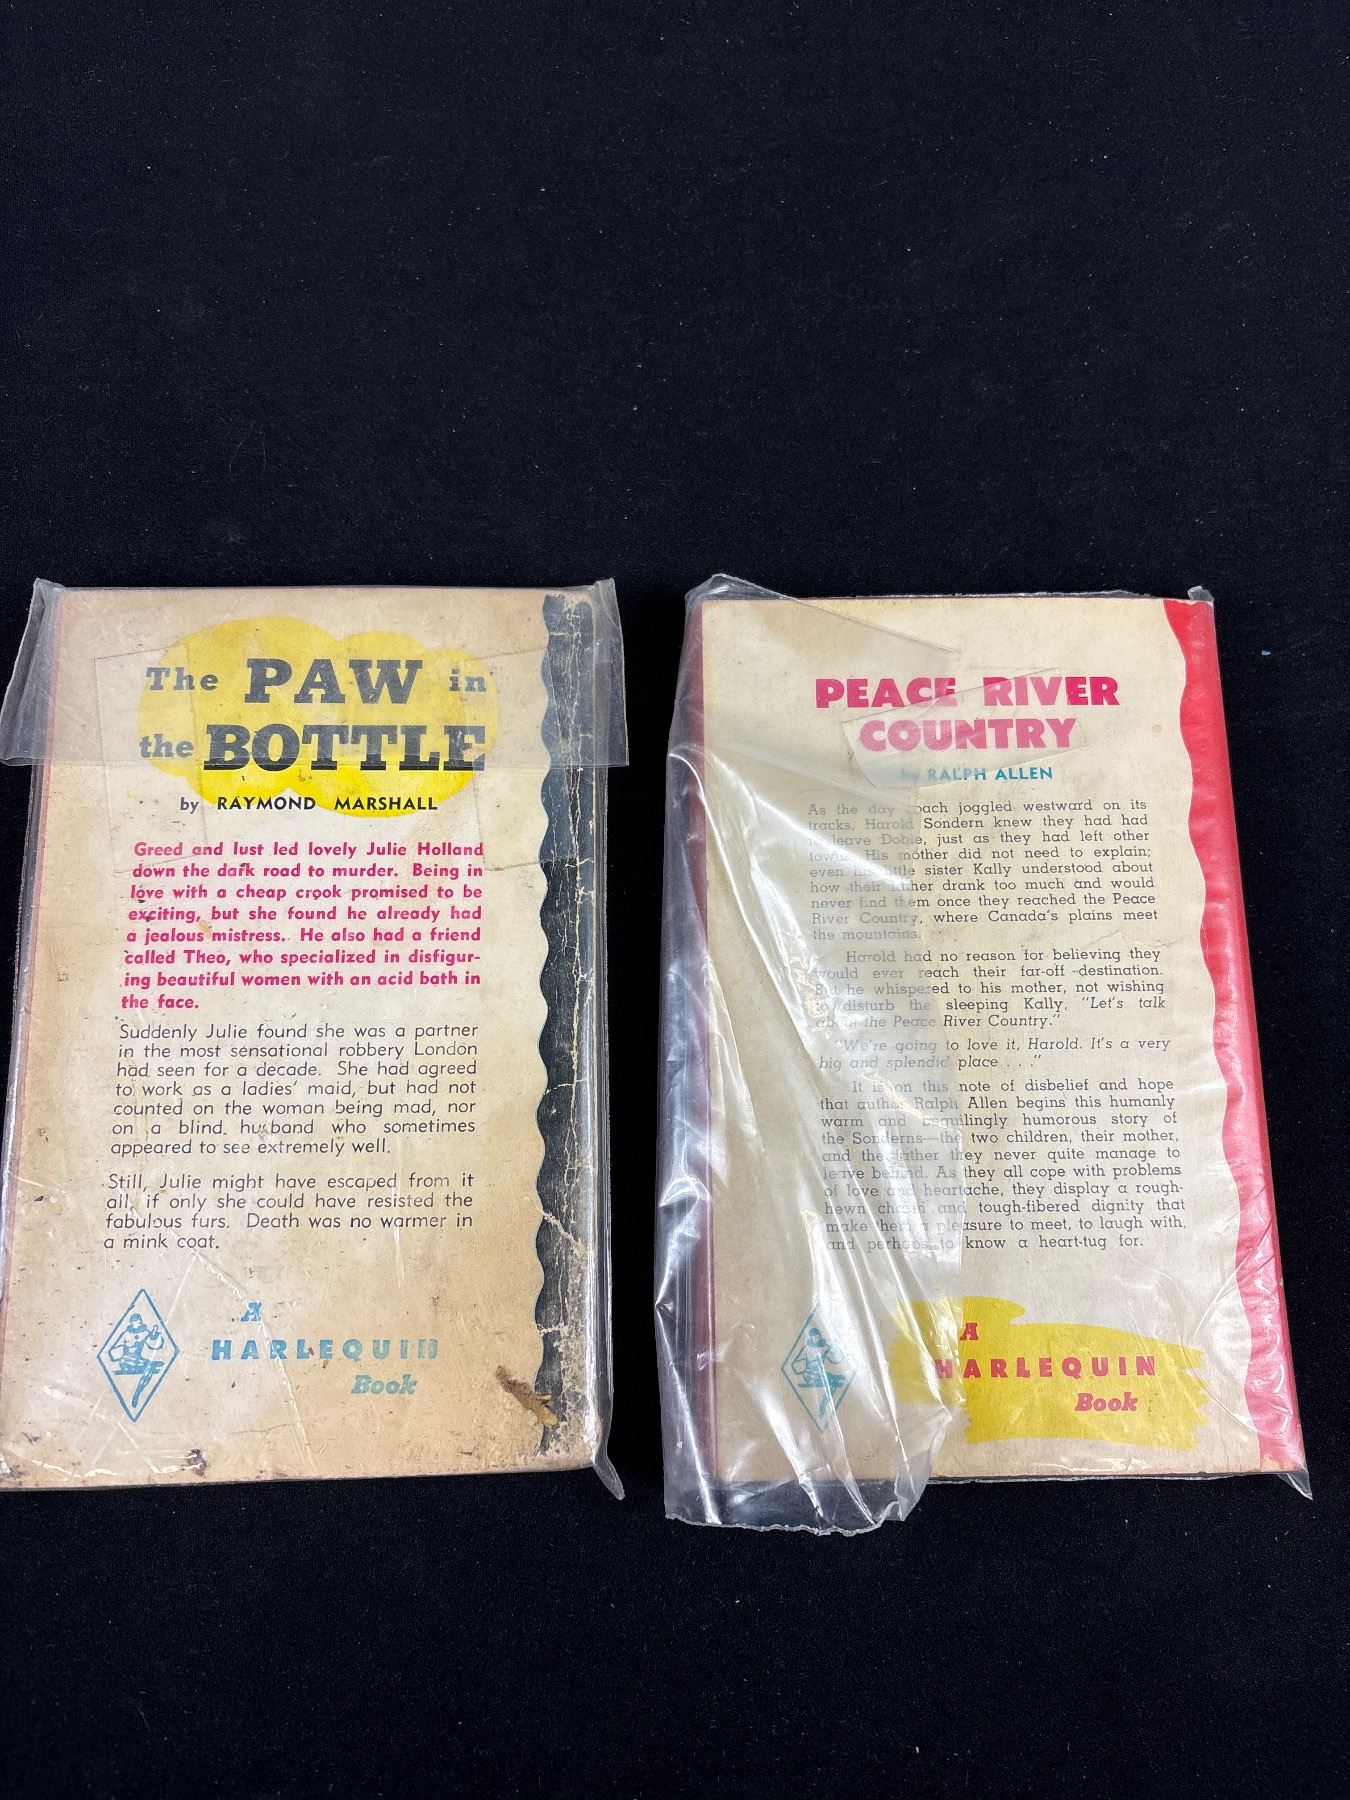 The PAW in
the BOTTLE
by RAYMOND MARSHALL
Greed and lust led lovely Julie Holland
down the dark road to murder. Being in
love with a cheap crook promised to be
exciting, but she found he already had
a jealous mistress. He also had a friend
called Theo, who specialized in disfigur-
ing beautiful women with an acid bath in
the face.
Suddenly Julie found she was a partner
in the most sensational robbery London
had seen for a decade. She had agreed
to work as a ladies' maid, but had not
counted on the woman being mad, nor
on a blind husband who sometimes
appeared to see extremely well.
Still, Julie might have escaped from it
all, if only she could have resisted the
fabulous furs. Death was no warmer in
a mink coat.
A
HARLEQUIN
Book
PEACE RIVER
COUNTRY
by RALPH ALLEN
As the day coach joggled westward on its
tracks, Harold Sondern knew they had had
to leave Dobie, just as they had left other
towns. His mother did not need to explain;
even his little sister Kally understood about
how their father drank too much and would
never find them once they reached the Peace
River Country, where Canada's plains meet
the mountains.
Harold had no reason for believing they
would ever reach their far-off destination.
But he whispered to his mother, not wishing
to disturb the sleeping Kally, "Let's talk
about the Peace River Country."
"We're going to love it, Harold. It's a very
big and splendid place . . ."
It is on this note of disbelief and hope
that author Ralph Allen begins this humanly
warm and beguilingly humorous story of
the Sonderns—the two children, their mother,
and the father they never quite manage to
leave behind. As they all cope with problems
of love and heartache, they display a rough-
hewn charm and tough-fibered dignity that
make them a pleasure to meet, to laugh with,
and perhaps to know a heart-tug for.
A
HARLEQUIN
Book